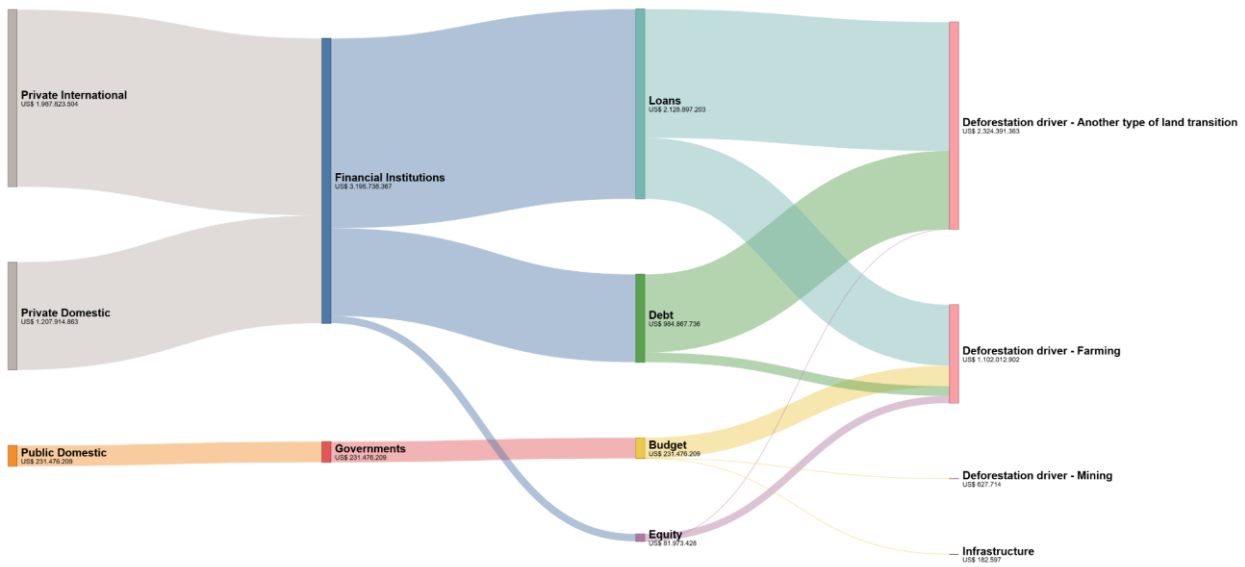 Private International
US$ 1.987.823.504
Loans
US$ 2.128.897.203
Deforestation driver - Another type of land transition
US$ 2.324.391.363
Financial Institutions
US$ 3.195.738.367
Private Domestic
US$ 1.207.914.863
Debt
US$ 984.867.736
Deforestation driver - Farming
US$ 1.102.012.902
Public Domestic
US$ 231.476.209
Governments
US$ 231.476.209
Budget
US$ 231.476.209
Deforestation driver - Mining
US$ 627.714
Equity
US$ 81.973.428
Infrastructure
US$ 182.597